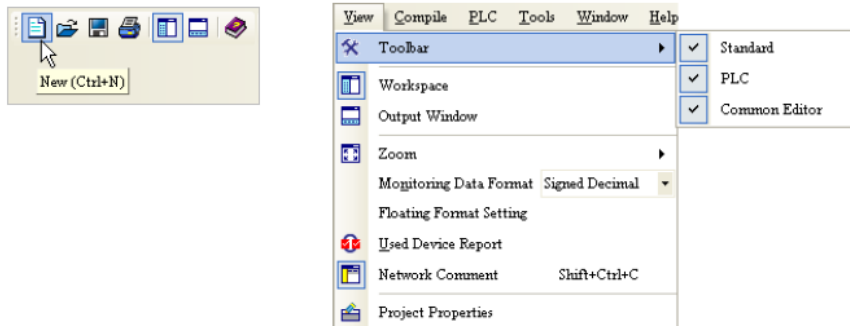 New (Ctrl+N)
View Compile PLC Tools Window Help
Toolbar
Standard
PLC
Common Editor
Workspace
Output Window
Zoom
Monitoring Data Format Signed Decimal
Floating Format Setting
Used Device Report
Network Comment Shift+Ctrl+C
Project Properties